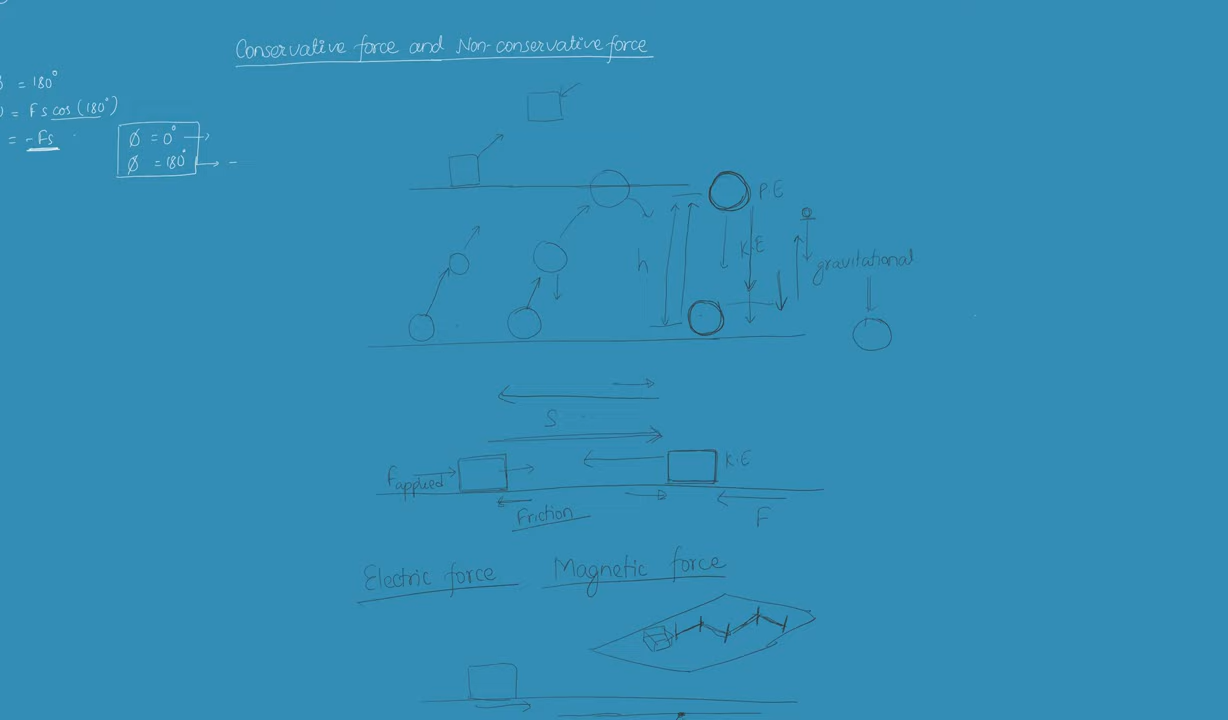 Conservative force and Non-conservative force
= 180°
= Fs cos (180°)
= -Fs
Ø = 0°
Ø = 180°
P.E
K.E
h
gravitational
S
K.E
Fapplied
Friction
F
Electric force
Magnetic force